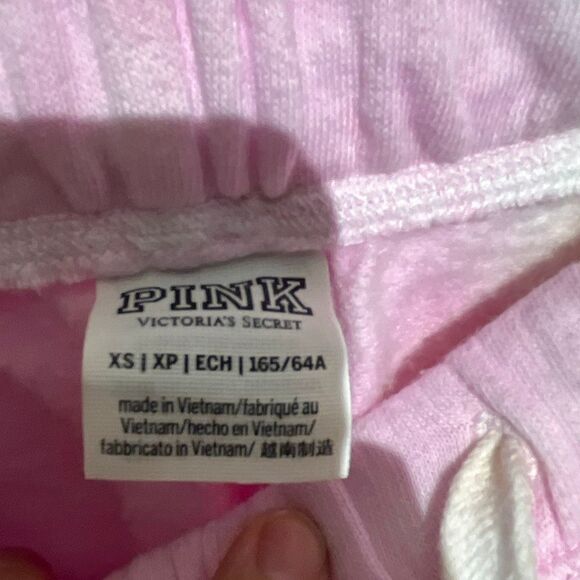 PINK
VICTORIA'S SECRET
XS | XP | ECH | 165/64A
made in Vietnam/fabriqué au
Vietnam/hecho en Vietnam/
fabbricato in Vietnam/ 越南制造